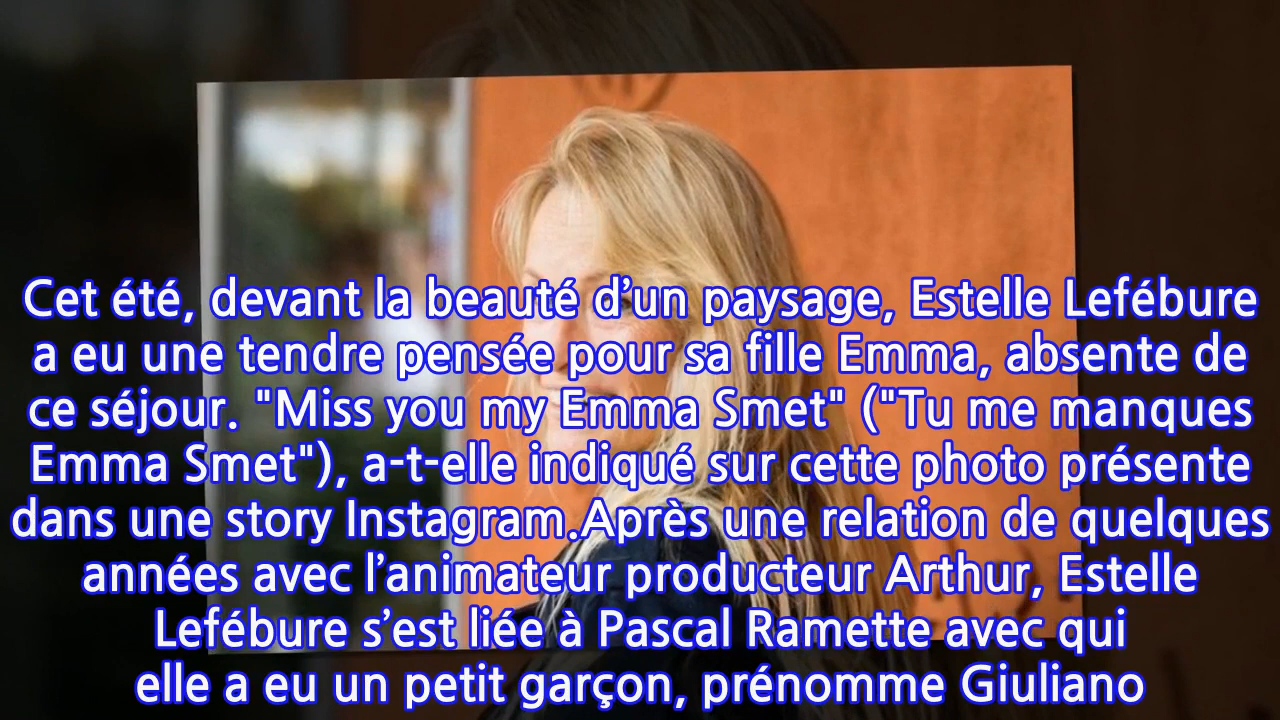 Cet été, devant la beauté d’un paysage, Estelle Lefébure
a eu une tendre pensée pour sa fille Emma, absente de
ce séjour. "Miss you my Emma Smet" ("Tu me manques
Emma Smet"), a-t-elle indiqué sur cette photo présente
dans une story Instagram.Après une relation de quelques
années avec l’animateur producteur Arthur, Estelle
Lefébure s’est liée à Pascal Ramette avec qui
elle a eu un petit garçon, prénomme Giuliano